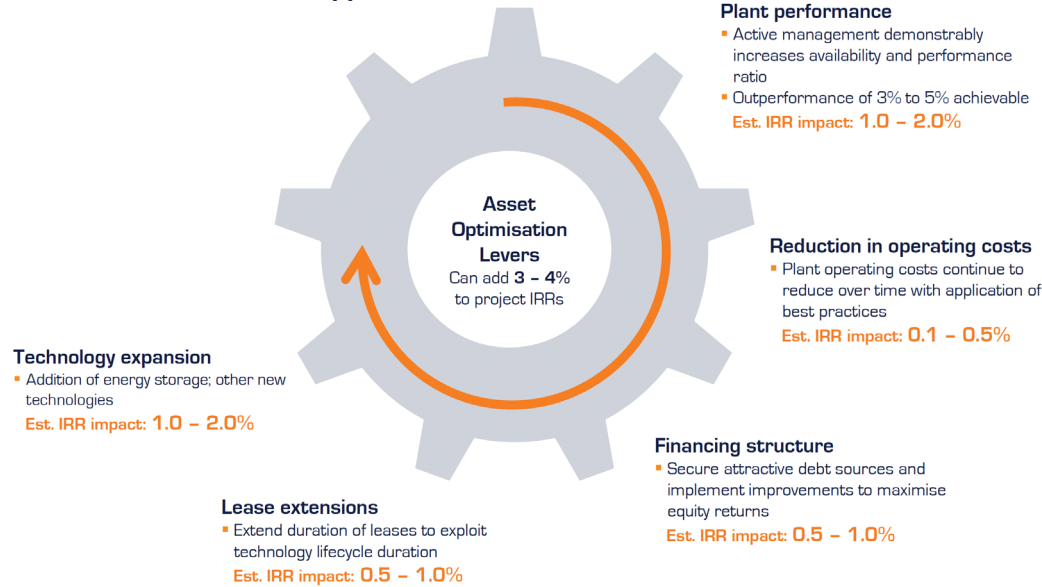 Plant performance
▪ Active management demonstrably
increases availability and performance
ratio
▪ Outperformance of 3% to 5% achievable
Est. IRR impact: 1.0 – 2.0%
Asset
Optimisation
Levers
Can add 3 – 4%
to project IRRs
Reduction in operating costs
▪ Plant operating costs continue to
reduce over time with application of
best practices
Est. IRR impact: 0.1 – 0.5%
Technology expansion
▪ Addition of energy storage; other new
technologies
Est. IRR impact: 1.0 – 2.0%
Financing structure
▪ Secure attractive debt sources and
implement improvements to maximise
equity returns
Est. IRR impact: 0.5 – 1.0%
Lease extensions
▪ Extend duration of leases to exploit
technology lifecycle duration
Est. IRR impact: 0.5 – 1.0%